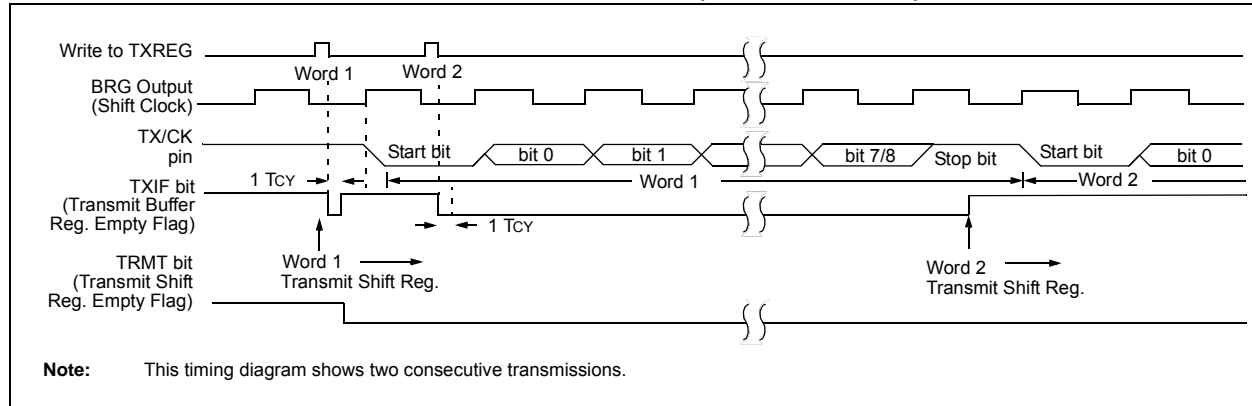 Write to TXREG
Word 1
Word 2
BRG Output
(Shift Clock)
TX/CK
pin
Start bit
bit 0
bit 1
bit 7/8
Stop bit
Start bit
bit 0
1 TCY
Word 1
Word 2
TXIF bit
(Transmit Buffer
Reg. Empty Flag)
1 TCY
Word 1
Transmit Shift Reg.
Word 2
Transmit Shift Reg.
TRMT bit
(Transmit Shift
Reg. Empty Flag)
Note: This timing diagram shows two consecutive transmissions.